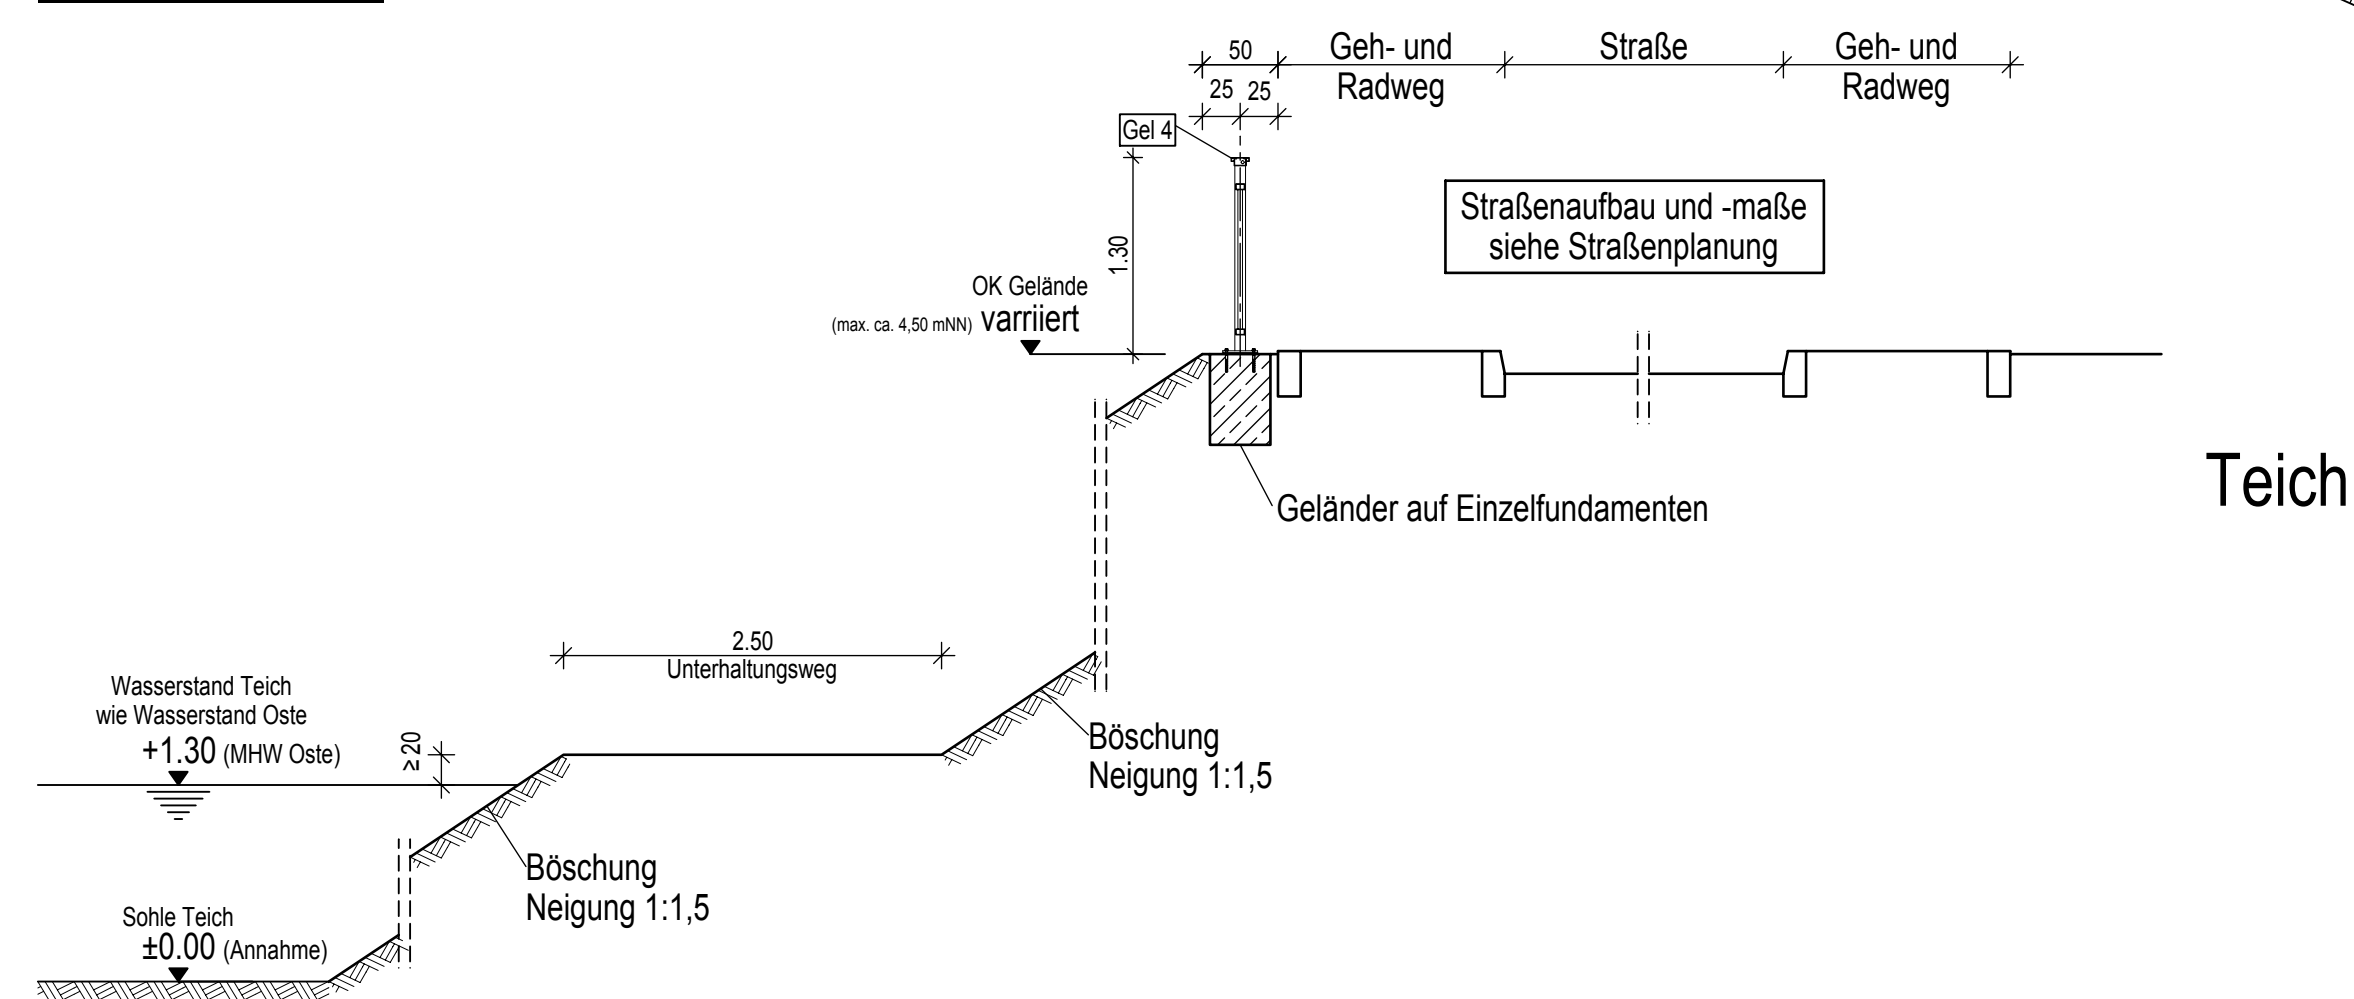 50
Geh- und
Radweg
Straße
Geh- und
Radweg
25
25
Gel 4
1.30
Straßenaufbau und -maße
siehe Straßenplanung
OK Gelände
(max. ca. 4,50 mNN) varriiert
Teich
Geländer auf Einzelfundamenten
2.50
Unterhaltungsweg
Wasserstand Teich
wie Wasserstand Oste
+1.30 (MHW Oste)
≥20
Böschung
Neigung 1:1,5
Böschung
Neigung 1:1,5
Sohle Teich
±0.00 (Annahme)